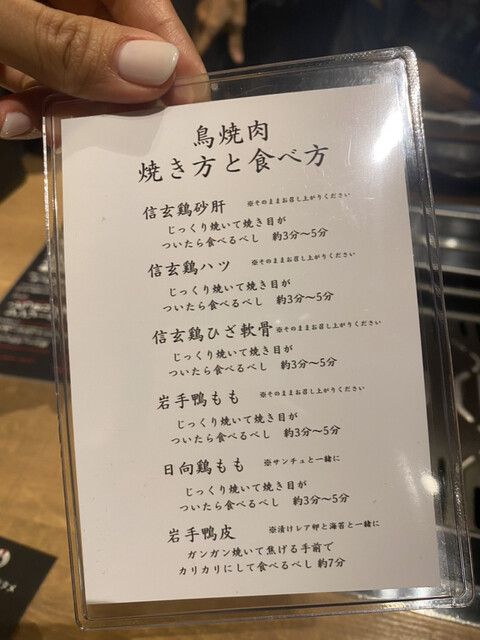 鳥焼肉
焼き方と食べ方
信玄鶏砂肝 ※そのままお召し上がりください
じっくり焼いて焼き目が
ついたら食べるべし 約3分〜5分
信玄鶏ハツ ※そのままお召し上がりください
じっくり焼いて焼き目が
ついたら食べるべし 約3分〜5分
信玄鶏ひざ軟骨 ※そのままお召し上がりください
じっくり焼いて焼き目が
ついたら食べるべし 約3分〜5分
岩手鴨もも ※そのままお召し上がりください
じっくり焼いて焼き目が
ついたら食べるべし 約3分〜5分
日向鶏もも ※サンチュと一緒に
じっくり焼いて焼き目が
ついたら食べるべし 約3分〜5分
岩手鴨皮 ※漬けレア卵と海苔と一緒に
ガンガン焼いて焦げる手前で
カリカリにして食べるべし 約7分